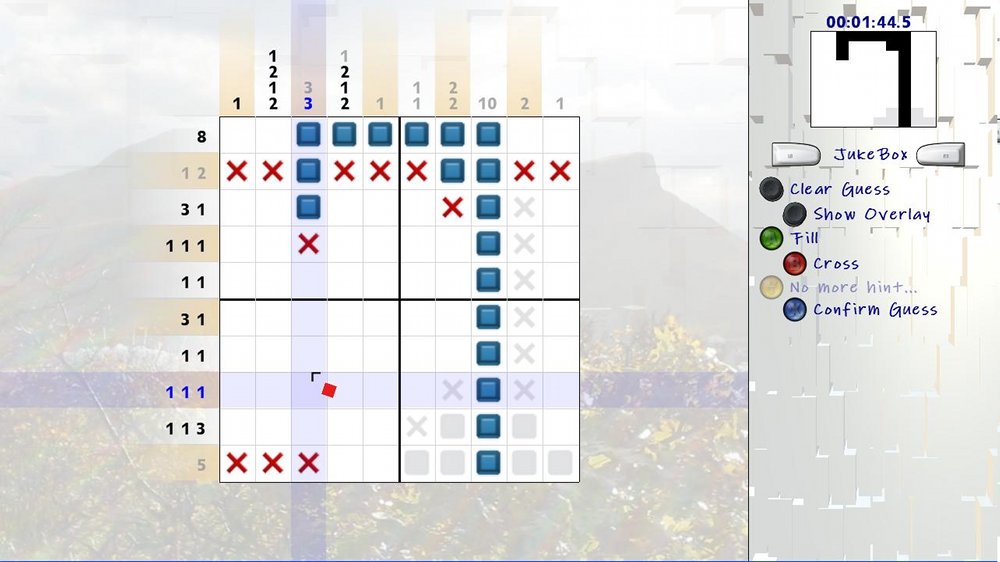 00:01:44.5
1 1
2 2
1 3 1 1 2
1 2 3 2 1 1 2 10 2 1
8
1 2
3 1
1 1 1
1 1
3 1
1 1
1 1 1
1 1 3
5
JukeBox
Clear Guess
Show Overlay
Fill
Cross
No more hint...
Confirm Guess